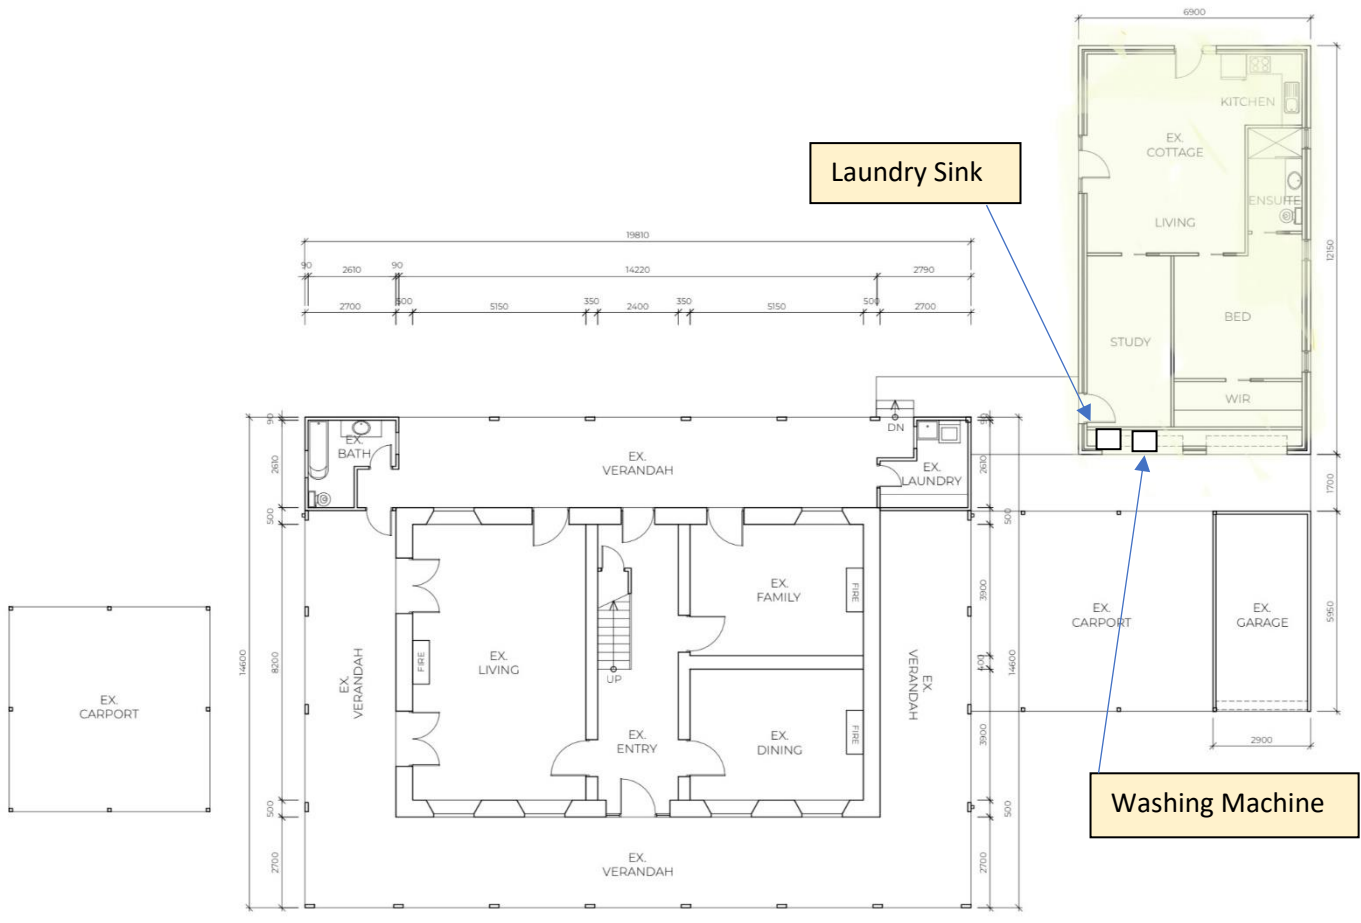 6900
KITCHEN
EX.
COTTAGE
Laundry Sink
ENSUITE
LIVING
12150
19810
90
2610
90
14220
2790
2700
500
5150
350
2400
350
5150
500
2700
BED
STUDY
WIR
90
2610
500
EX.
BATH
EX.
VERANDAH
DN
EX.
LAUNDRY
90
2610
500
1700
14600
8200
500
2700
EX.
CARPORT
EX.
VERANDAH
FIRE
EX.
LIVING
UP
EX.
ENTRY
EX.
FAMILY
FIRE
EX.
DINING
FIRE
EX.
VERANDAH
3900
400
3900
500
2700
14600
EX.
CARPORT
EX.
GARAGE
5950
2900
Washing Machine
EX.
VERANDAH